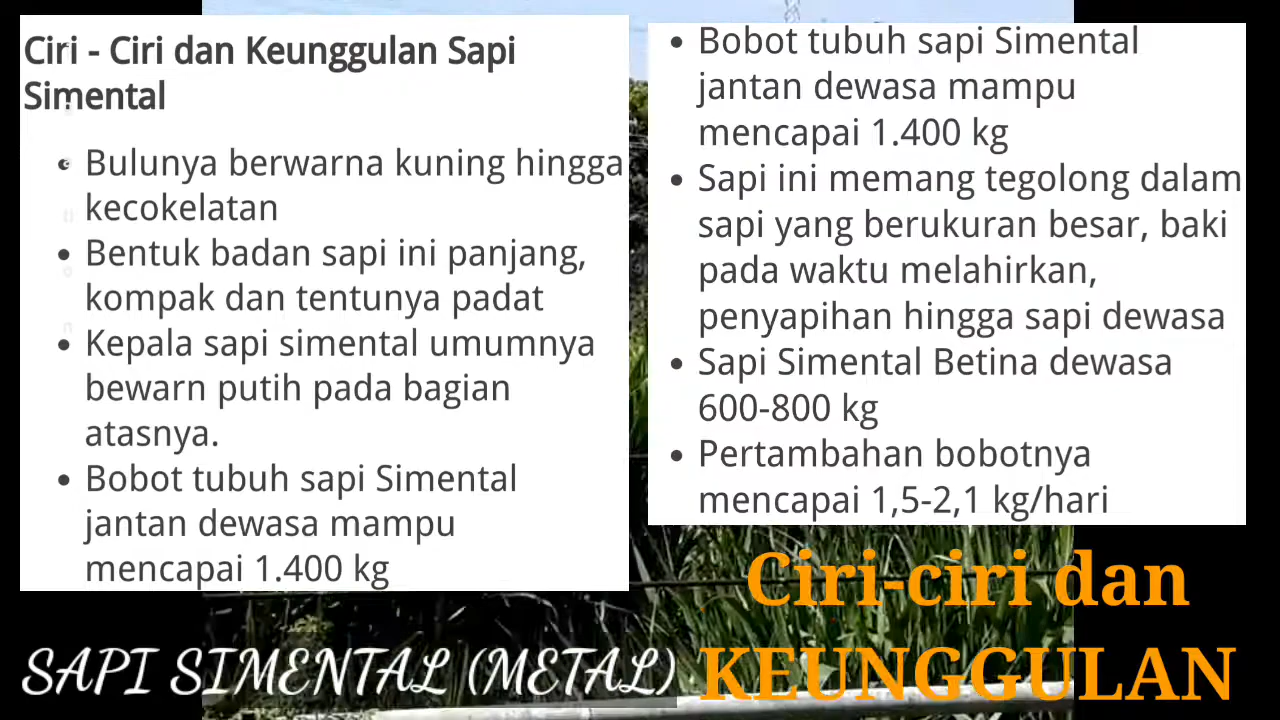 Ciri - Ciri dan Keunggulan Sapi
Simental
Bulunya berwarna kuning hingga
kecokelatan
Bentuk badan sapi ini panjang,
kompak dan tentunya padat
Kepala sapi simental umumnya
bewarn putih pada bagian
atasnya.
Bobot tubuh sapi Simental
jantan dewasa mampu
mencapai 1.400 kg
Bobot tubuh sapi Simental
jantan dewasa mampu
mencapai 1.400 kg
Sapi ini memang tegolong dalam
sapi yang berukuran besar, baki
pada waktu melahirkan,
penyapihan hingga sapi dewasa
Sapi Simental Betina dewasa
600-800 kg
Pertambahan bobotnya
mencapai 1,5-2,1 kg/hari
Ciri-ciri dan
KEUNGGULAN
SAPI SIMENTAL (METAL)